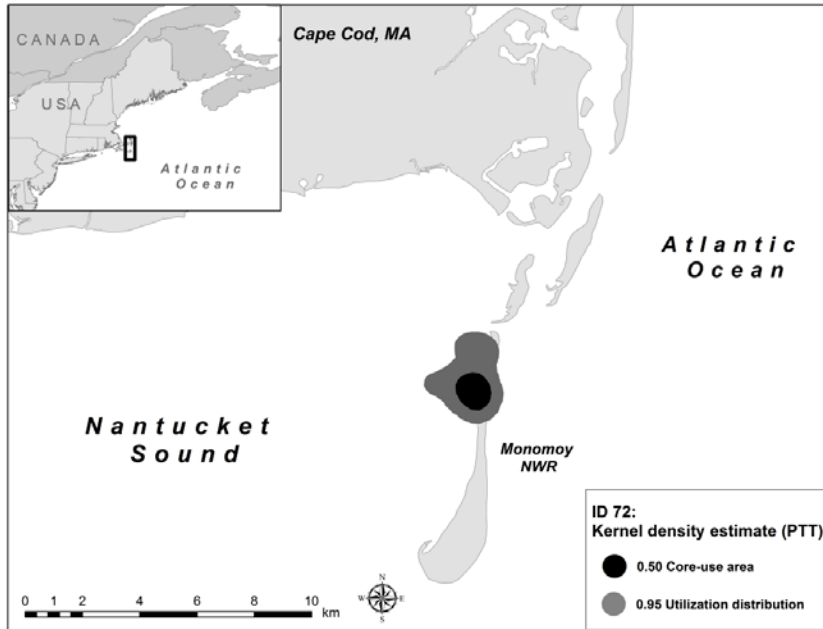 CANADA
USA
Atlantic
Ocean
Cape Cod, MA
Atlantic
Ocean
Nantucket
Sound
Monomoy
NWR
ID 72:
Kernel density estimate (PTT)
0.50 Core-use area
0.95 Utilization distribution
N
W E
S
0 1 2 4 6 8 10
km